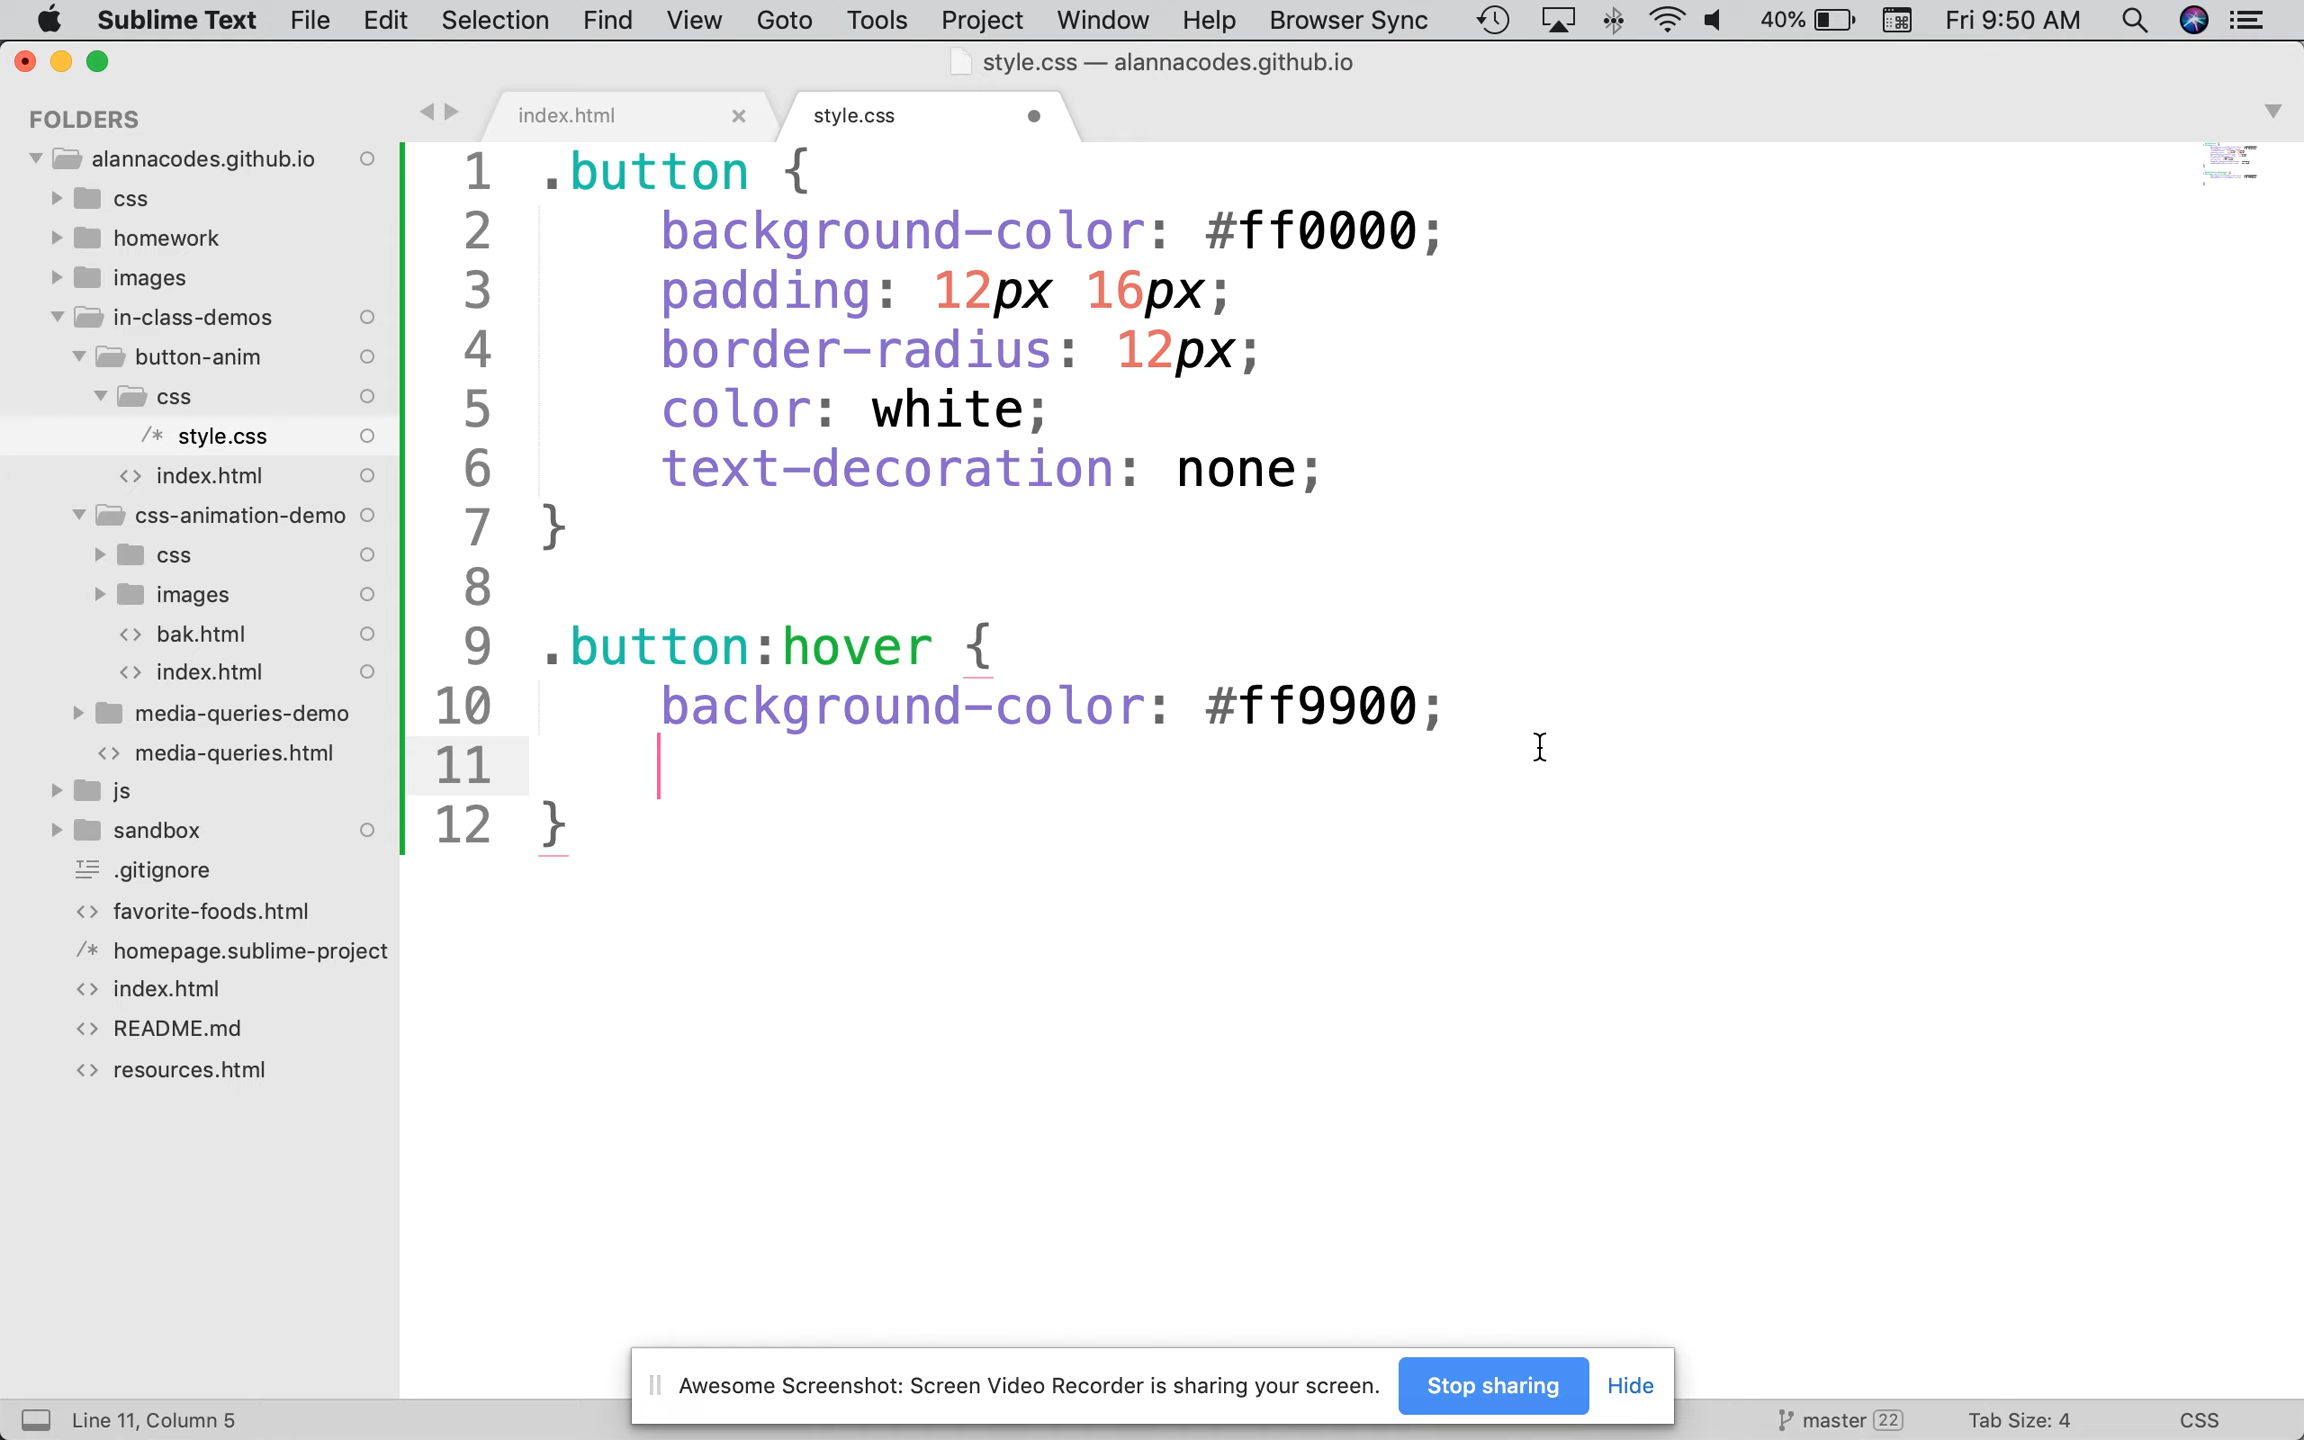 Sublime Text File Edit Selection Find View Goto Tools Project Window Help Browser Sync 40% Fri 9:50 AM
style.css — alannacodes.github.io
FOLDERS
alannacodes.github.io
css
homework
images
in-class-demos
button-anim
css
/* style.css
<> index.html
css-animation-demo
css
images
<> bak.html
<> index.html
media-queries-demo
<> media-queries.html
js
sandbox
.gitignore
<> favorite-foods.html
/* homepage.sublime-project
<> index.html
<> README.md
<> resources.html
index.html × style.css
1 .button {
2 background-color: #ff0000;
3 padding: 12px 16px;
4 border-radius: 12px;
5 color: white;
6 text-decoration: none;
7 }
8
9 .button:hover {
10 background-color: #ff9900;
11
12 }
Awesome Screenshot: Screen Video Recorder is sharing your screen. Stop sharing Hide
Line 11, Column 5 master 22 Tab Size: 4 CSS